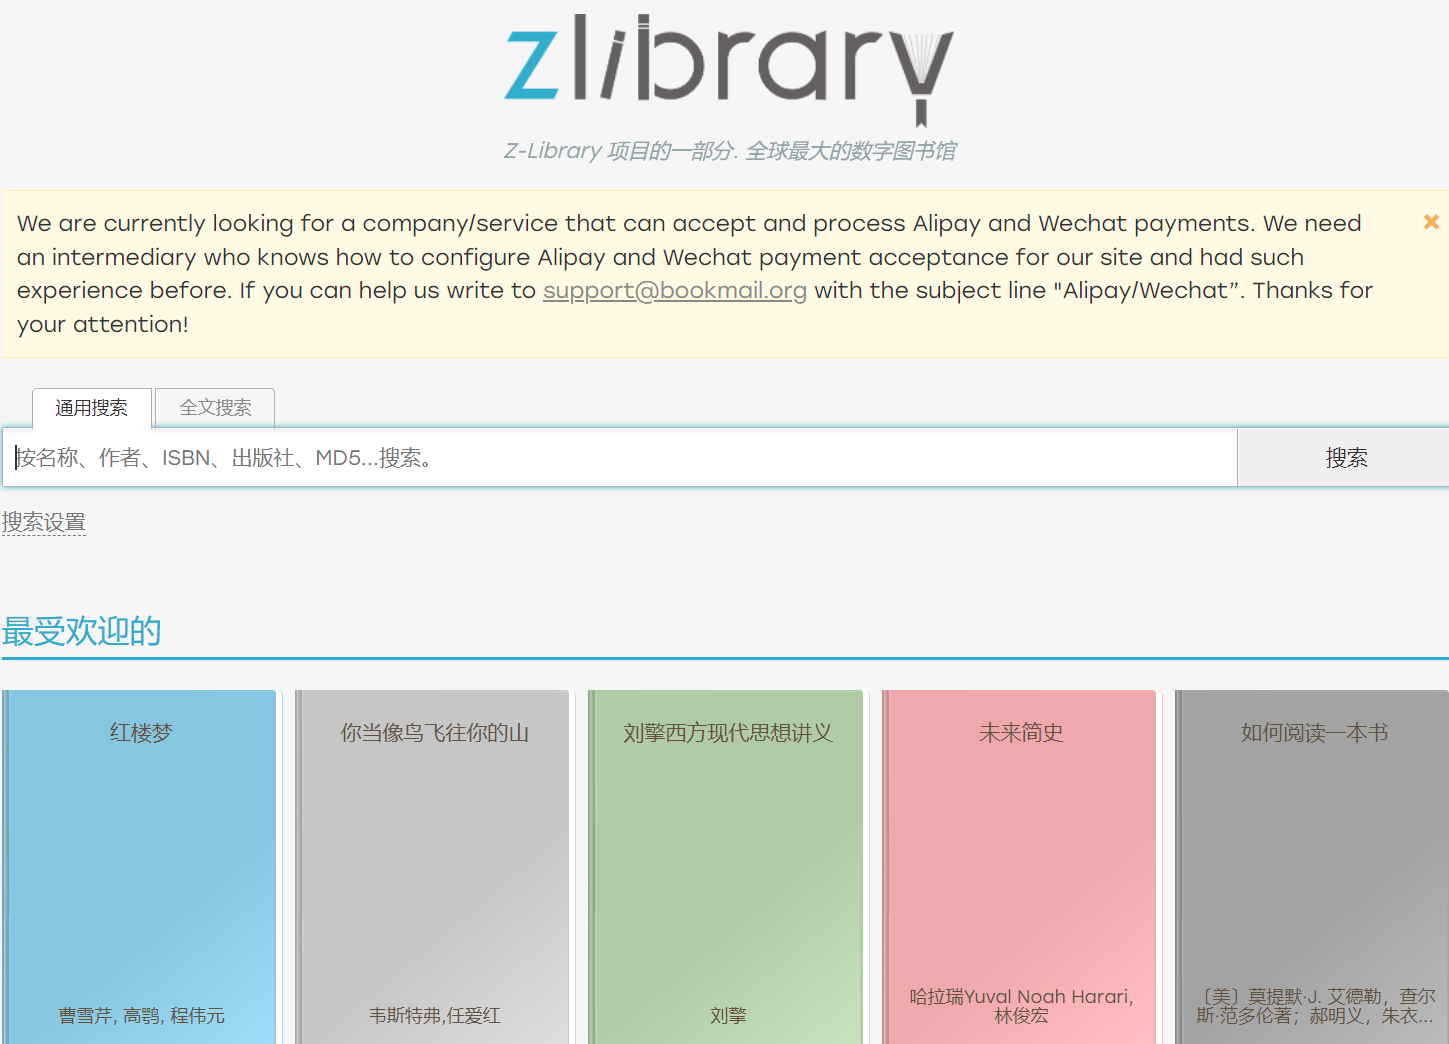 zlibrary
Z-Library 项目的一部分. 全球最大的数字图书馆
We are currently looking for a company/service that can accept and process Alipay and Wechat payments. We need
an intermediary who knows how to configure Alipay and Wechat payment acceptance for our site and had such
experience before. If you can help us write to support@bookmail.org with the subject line "Alipay/Wechat”. Thanks for
your attention!
通用搜索
全文搜索
按名称、作者、ISBN、出版社、MD5...搜索。
搜索
搜索设置
最受欢迎的
红楼梦
曹雪芹, 高鹗, 程伟元
你当像鸟飞往你的山
韦斯特弗,任爱红
刘擎西方现代思想讲义
刘擎
未来简史
哈拉瑞Yuval Noah Harari,
林俊宏
如何阅读一本书
〔美〕莫提默·J. 艾德勒，查尔
斯·范多伦著；郝明义，朱衣...